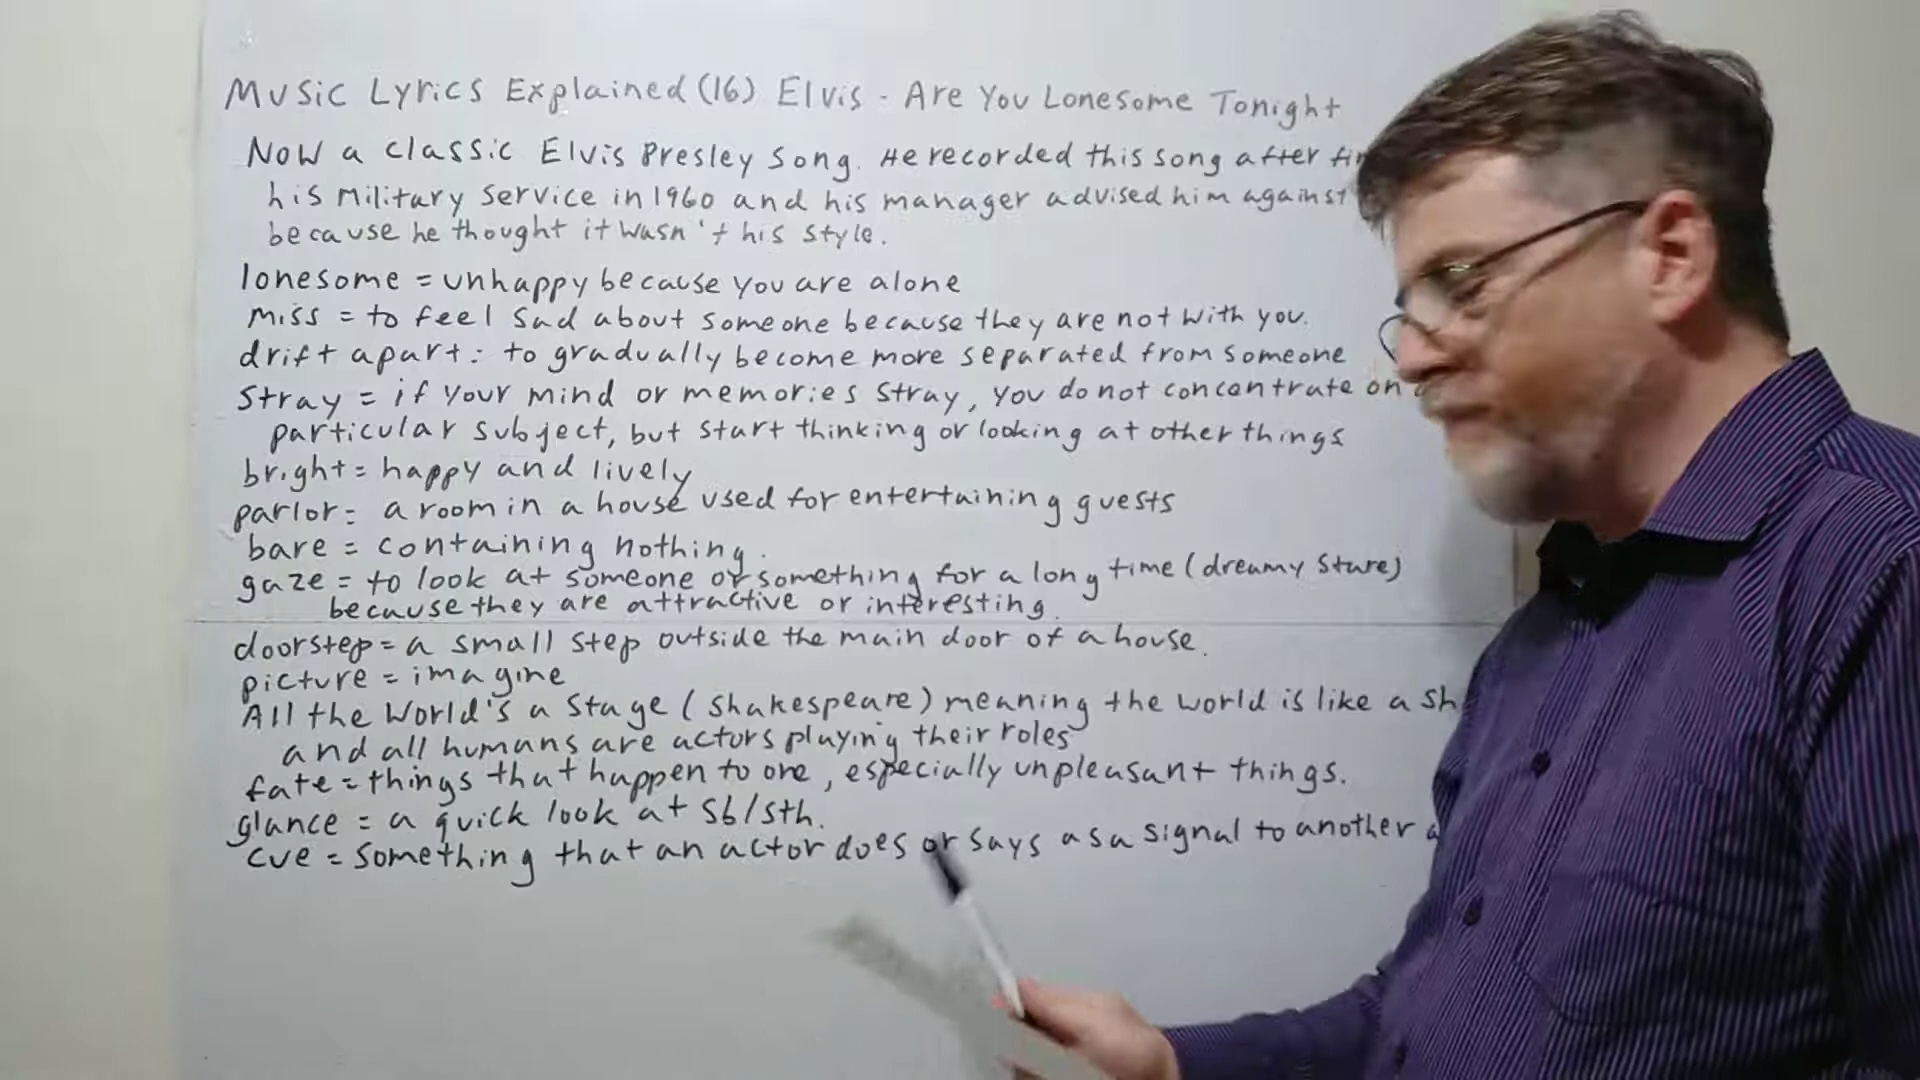 Music Lyrics Explained (16) Elvis - Are You Lonesome Tonight
Now a classic Elvis Presley song. He recorded this song after
his military service in 1960 and his manager advised him against
because he thought it wasn't his style.
lonesome = unhappy because you are alone
miss = to feel sad about someone because they are not with you.
drift apart: to gradually become more separated from someone
stray = if your mind or memories stray, you do not concentrate on
particular subject, but start thinking or looking at other things
bright = happy and lively
parlor = a room in a house used for entertaining guests
bare = containing nothing.
gaze = to look at someone or something for a long time (dreamy stare)
because they are attractive or interesting.
doorstep = a small step outside the main door of a house.
picture = imagine
All the World's a Stage (Shakespeare) meaning the world is like a
and all humans are actors playing their roles
fate = things that happen to one, especially unpleasant things.
glance = a quick look at sb/sth.
cue = something that an actor does or says as a signal to another